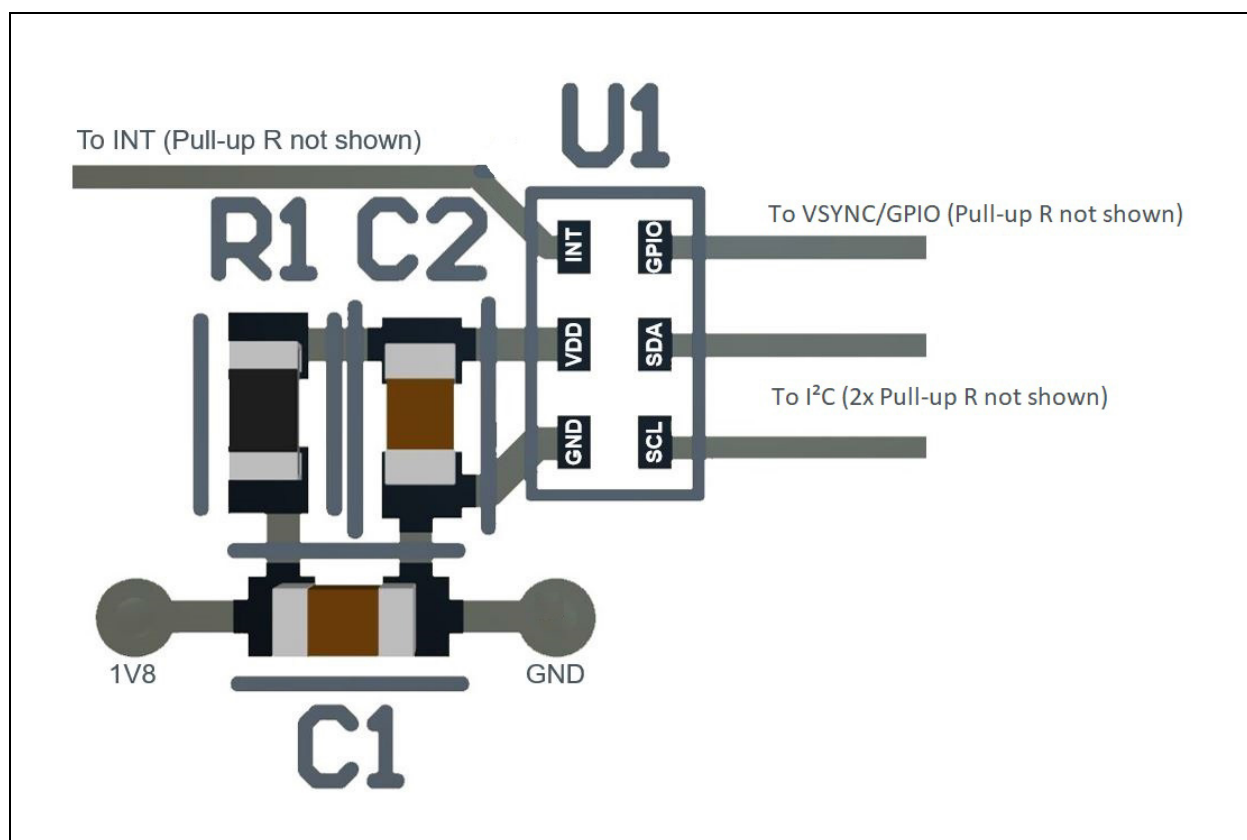 U1
To INT (Pull-up R not shown)
R1 C2
To VSYNC/GPIO (Pull-up R not shown)
INT GPIO
VDD SDA
To I²C (2x Pull-up R not shown)
GND SCL
1V8 GND
C1